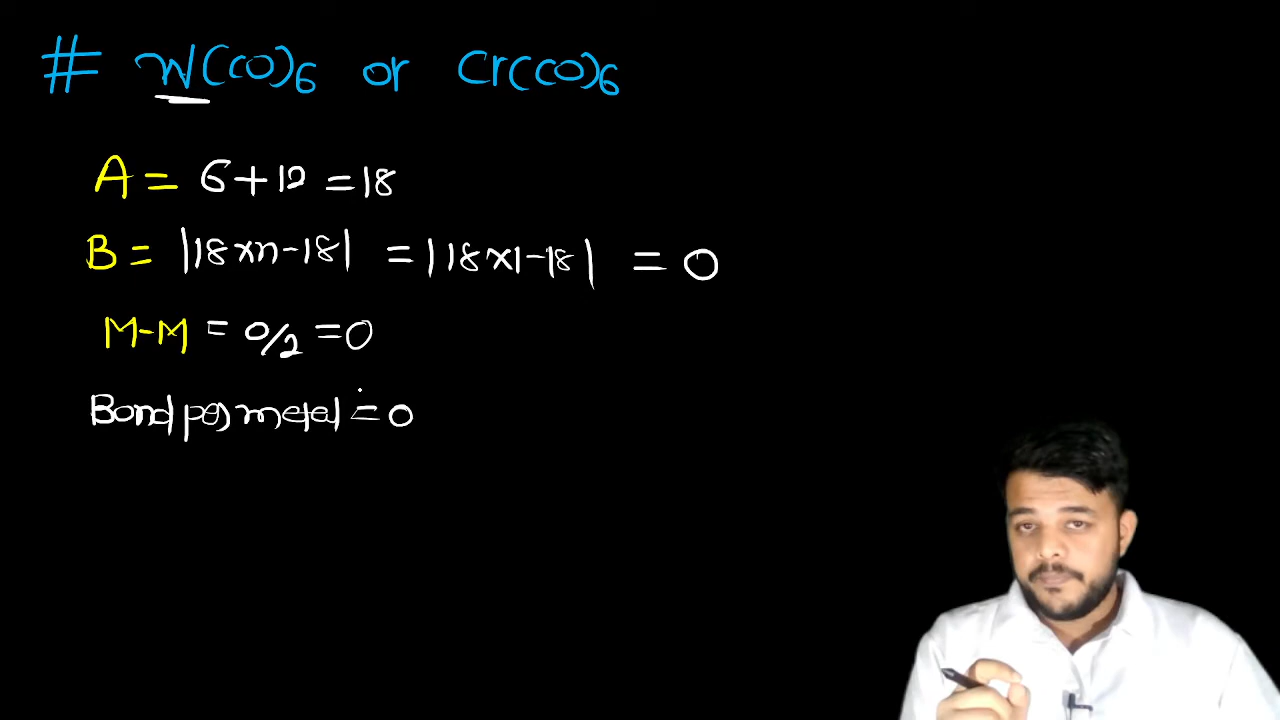 # W(CO)6 or Cr(CO)6
A = 6+12 = 18
B = |18×n-18| = |18×1-18| = 0
M-M = 0/2 = 0
Bond per metal = 0